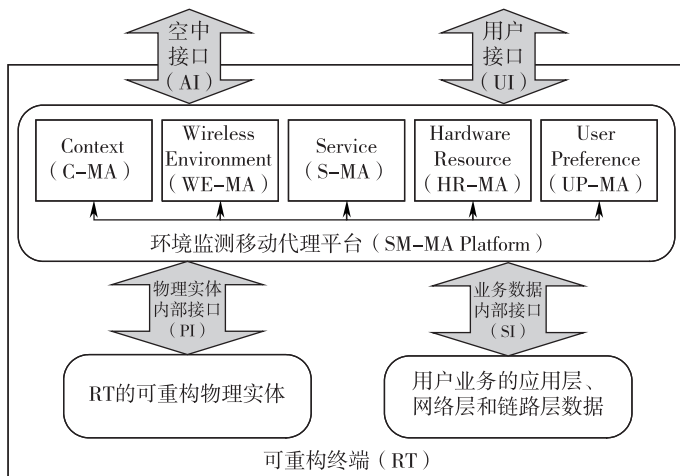 空中
接口
（AI）
用户
接口
（UI）
Context
（C-MA）
Wireless
Environment
（WE-MA）
Service
（S-MA）
Hardware
Resource
（HR-MA）
User
Preference
（UP-MA）
环境监测移动代理平台（SM-MA Platform）
物理实体
内部接口
（PI）
业务数据
内部接口
（SI）
RT的可重构物理实体
用户业务的应用层、
网络层和链路层数据
可重构终端（RT）